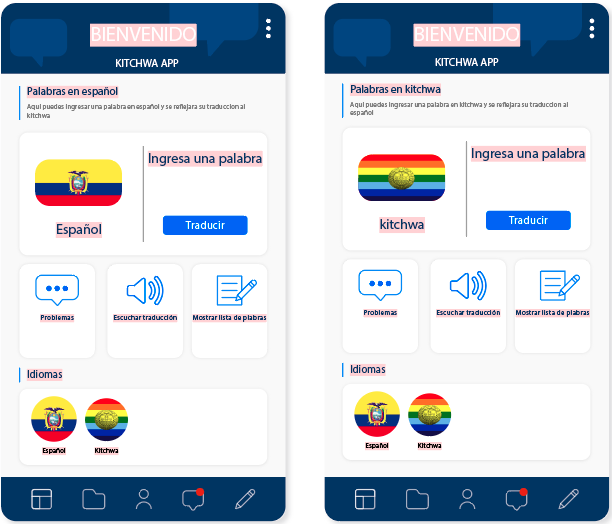 BIENVENIDO
KITCHWA APP
Palabras en español
Aqui puedes ingresar una palabra en español y se reflejara su traduccion al
kitchwa
Ingresa una palabra
Español
Traducir
Problemas
Escuchar traducción
Mostrar lista de plabras
Idiomas
Español
Kitchwa
BIENVENIDO
KITCHWA APP
Palabras en kitchwa
Aqui puedes ingresar una palabra en kitchwa y se reflejara su traduccion al
español
Ingresa una palabra
kitchwa
Traducir
Problemas
Escuchar traducción
Mostrar lista de plabras
Idiomas
Español
Kitchwa